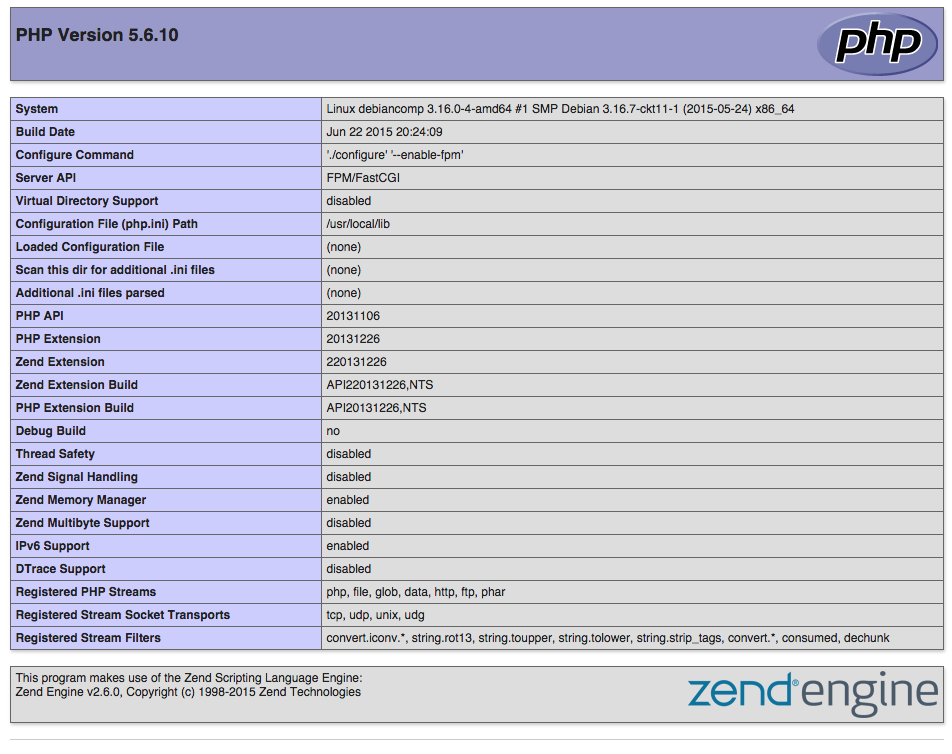 PHP Version 5.6.10
php
System Linux debiancomp 3.16.0-4-amd64 #1 SMP Debian 3.16.7-ckt11-1 (2015-05-24) x86_64
Build Date Jun 22 2015 20:24:09
Configure Command './configure' '--enable-fpm'
Server API FPM/FastCGI
Virtual Directory Support disabled
Configuration File (php.ini) Path /usr/local/lib
Loaded Configuration File (none)
Scan this dir for additional .ini files (none)
Additional .ini files parsed (none)
PHP API 20131106
PHP Extension 20131226
Zend Extension 220131226
Zend Extension Build API220131226,NTS
PHP Extension Build API20131226,NTS
Debug Build no
Thread Safety disabled
Zend Signal Handling disabled
Zend Memory Manager enabled
Zend Multibyte Support disabled
IPv6 Support enabled
DTrace Support disabled
Registered PHP Streams php, file, glob, data, http, ftp, phar
Registered Stream Socket Transports tcp, udp, unix, udg
Registered Stream Filters convert.iconv.*, string.rot13, string.toupper, string.tolower, string.strip_tags, convert.*, consumed, dechunk
This program makes use of the Zend Scripting Language Engine:
Zend Engine v2.6.0, Copyright (c) 1998-2015 Zend Technologies
zend® engine